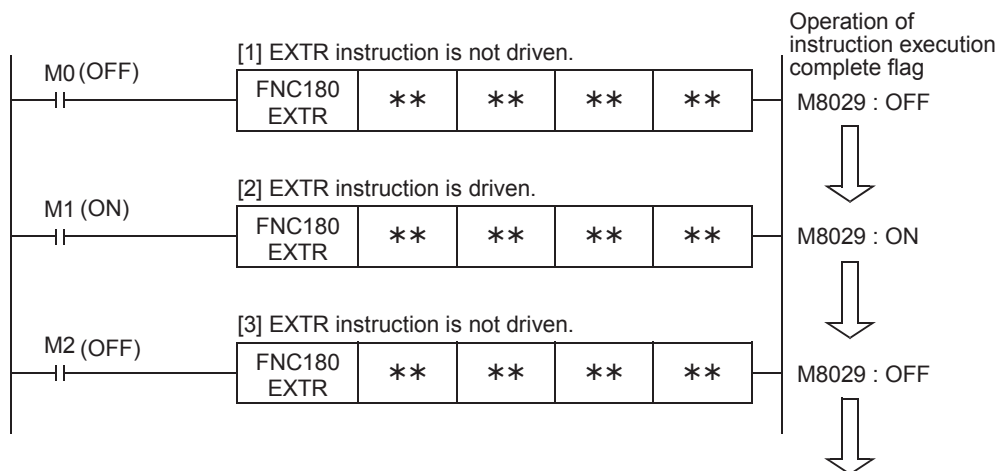 Operation of
instruction execution
complete flag
[1] EXTR instruction is not driven.
M0 (OFF)
FNC180
EXTR
** ** ** **
M8029 : OFF
[2] EXTR instruction is driven.
M1 (ON)
FNC180
EXTR
** ** ** **
M8029 : ON
[3] EXTR instruction is not driven.
M2 (OFF)
FNC180
EXTR
** ** ** **
M8029 : OFF